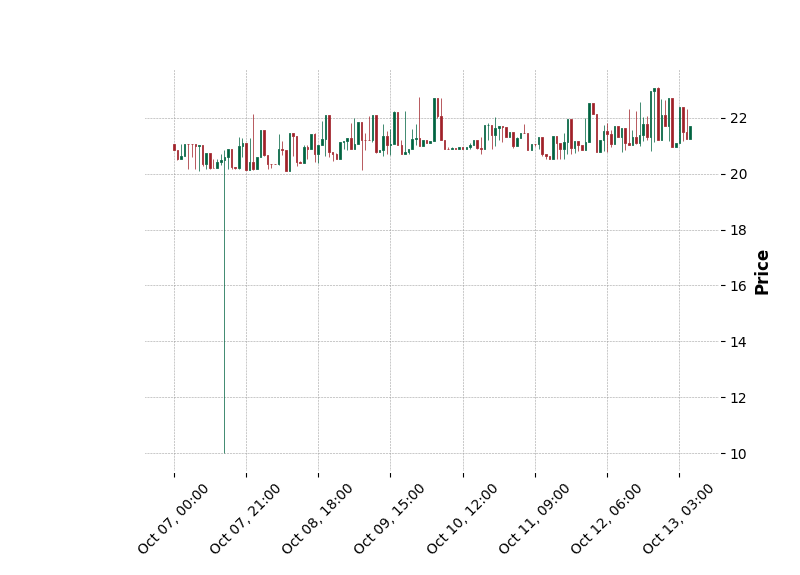 22
20
18
16
14
12
10
Price
Oct 07, 00:00
Oct 07, 21:00
Oct 08, 18:00
Oct 09, 15:00
Oct 10, 12:00
Oct 11, 09:00
Oct 12, 06:00
Oct 13, 03:00